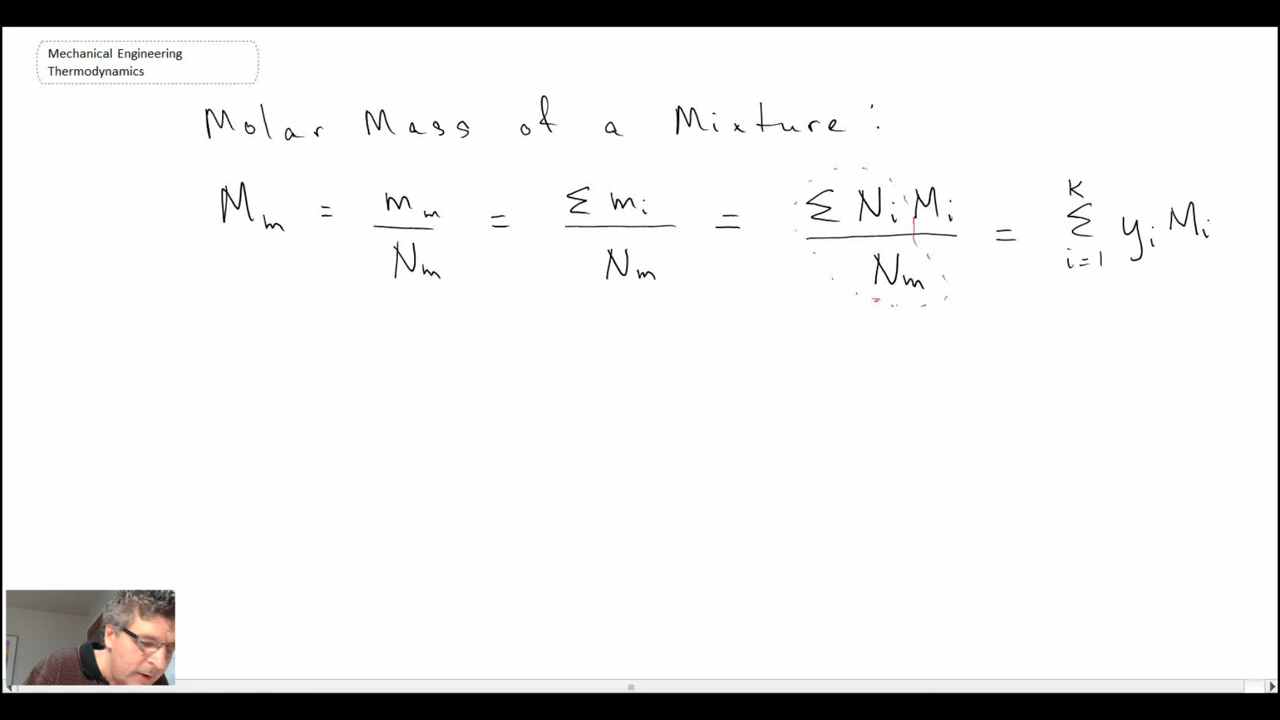 Mechanical Engineering
Thermodynamics
Molar Mass of a Mixture:
M_m = m_m / N_m = Σ m_i / N_m = Σ N_i M_i / N_m = Σ_{i=1}^{K} y_i M_i